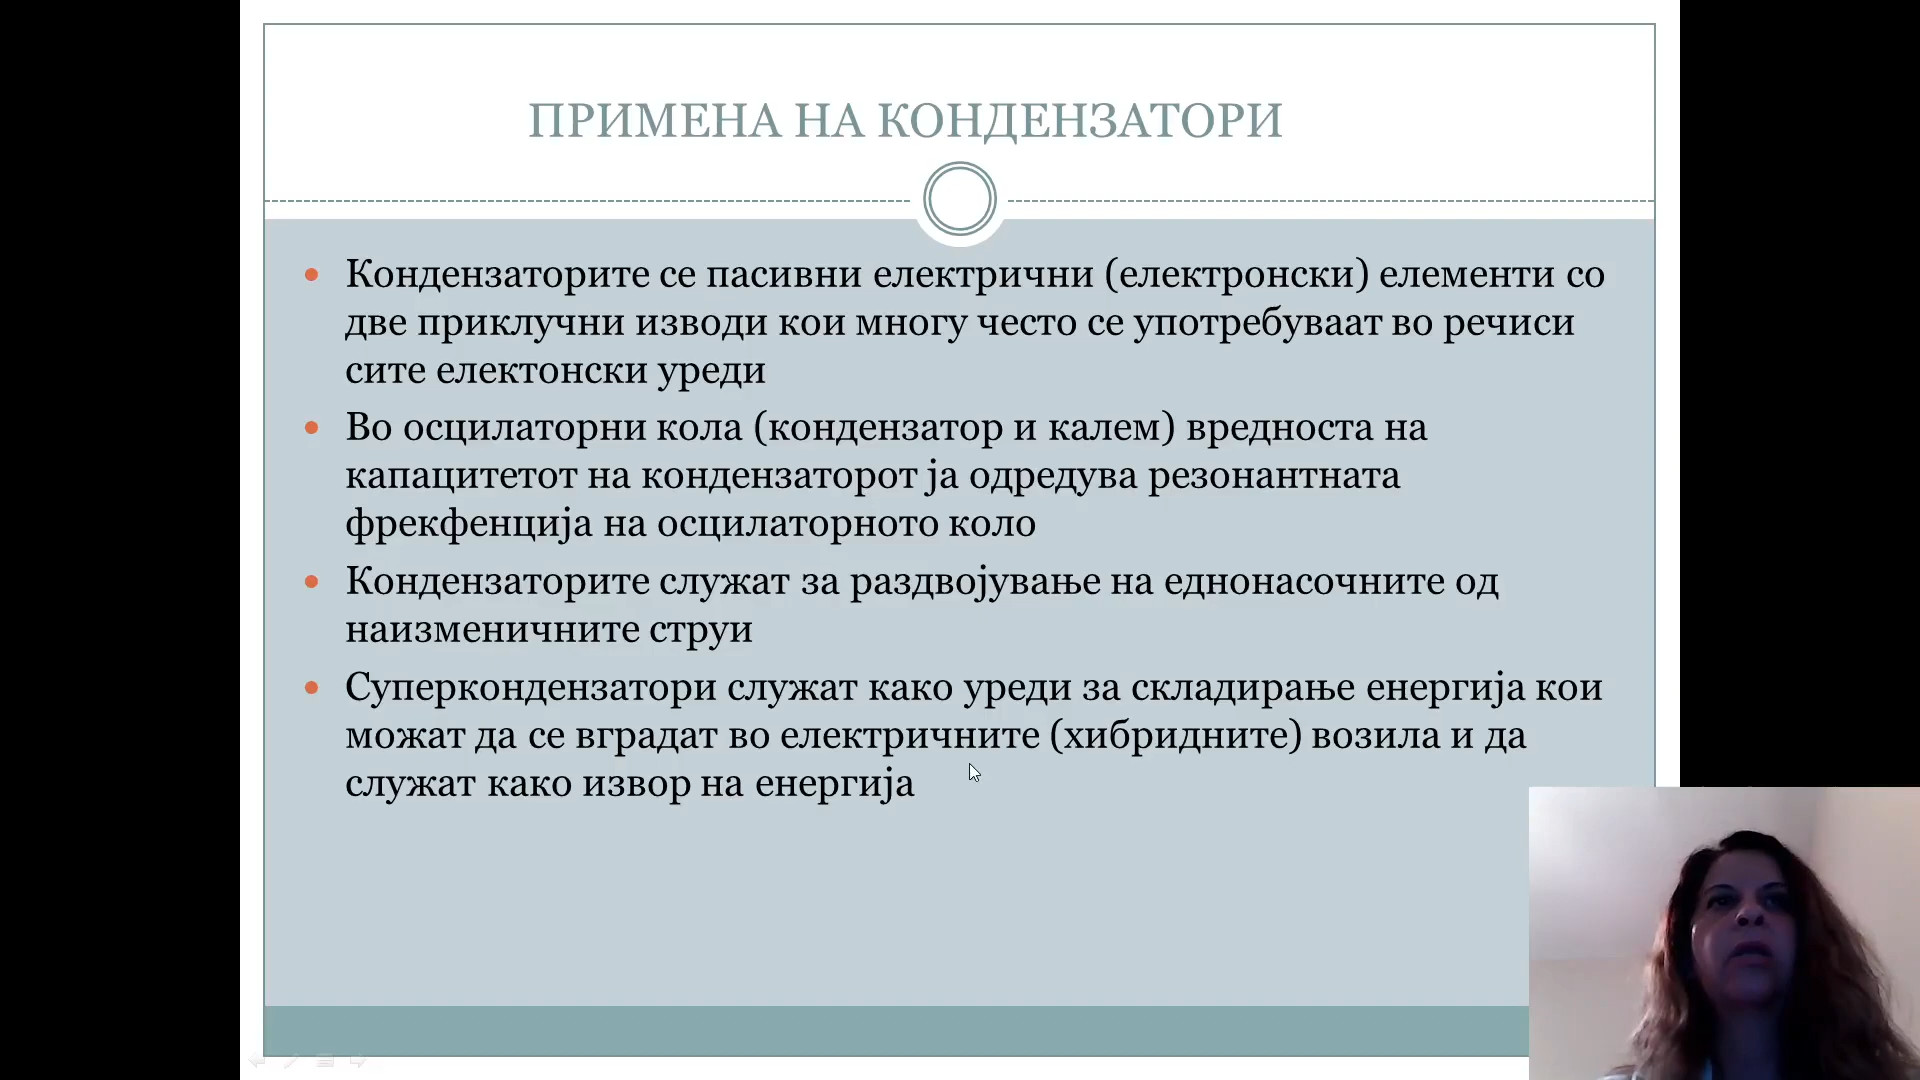 ПРИМЕНА НА КОНДЕНЗАТОРИ
Кондензаторите се пасивни електрични (електронски) елементи со
две приклучни изводи кои многу често се употребуваат во речиси
сите електонски уреди
Во осцилаторни кола (кондензатор и калем) вредноста на
капацитетот на кондензаторот ја одредува резонантната
фрекфенција на осцилаторното коло
Кондензаторите служат за раздвојување на еднонасочните од
наизменичните струи
Суперкондензатори служат како уреди за складирање енергија кои
можат да се вградат во електричните (хибридните) возила и да
служат како извор на енергија